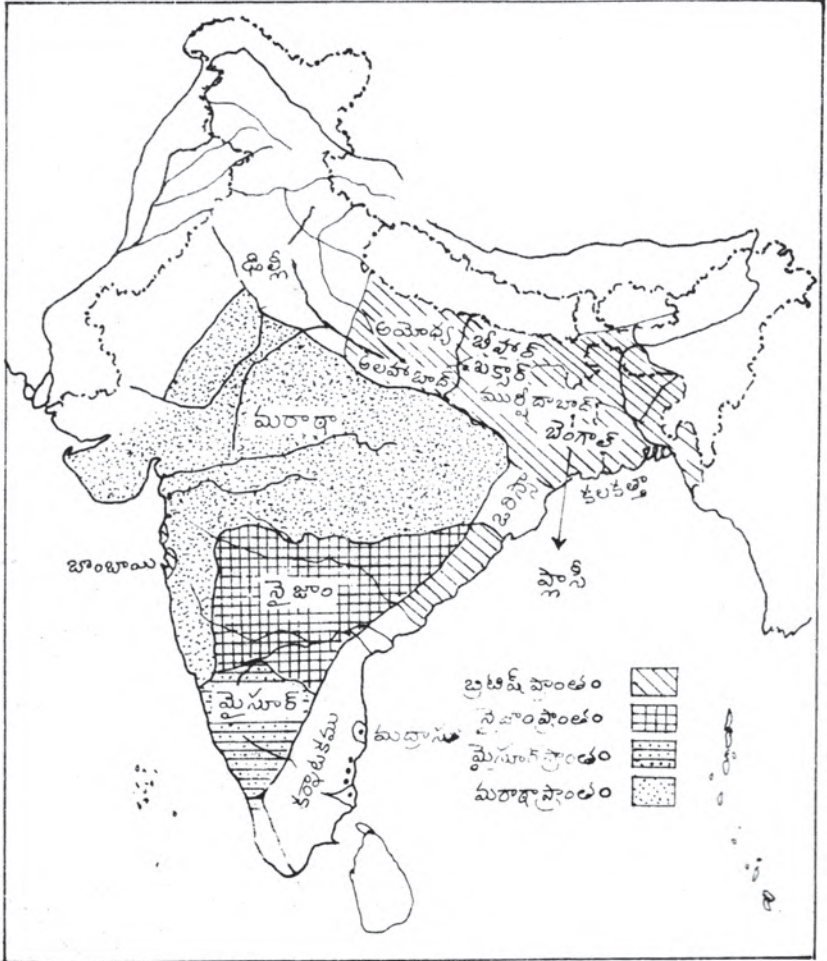 ఢిల్లీ
అయోధ్య
అలహాబాద్
బీహార్
బక్సార్
ముర్షీదాబాద్
బెంగాల్
కలకత్తా
ఒరిస్సా
ప్లాసీ
మరాఠా
బొంబాయి
నైజాం
మైసూర్
కర్నాటకము
మద్రాసు
బ్రిటిష్ ప్రాంతం
నైజాం ప్రాంతం
మైసూర్ ప్రాంతం
మరాఠా ప్రాంతం